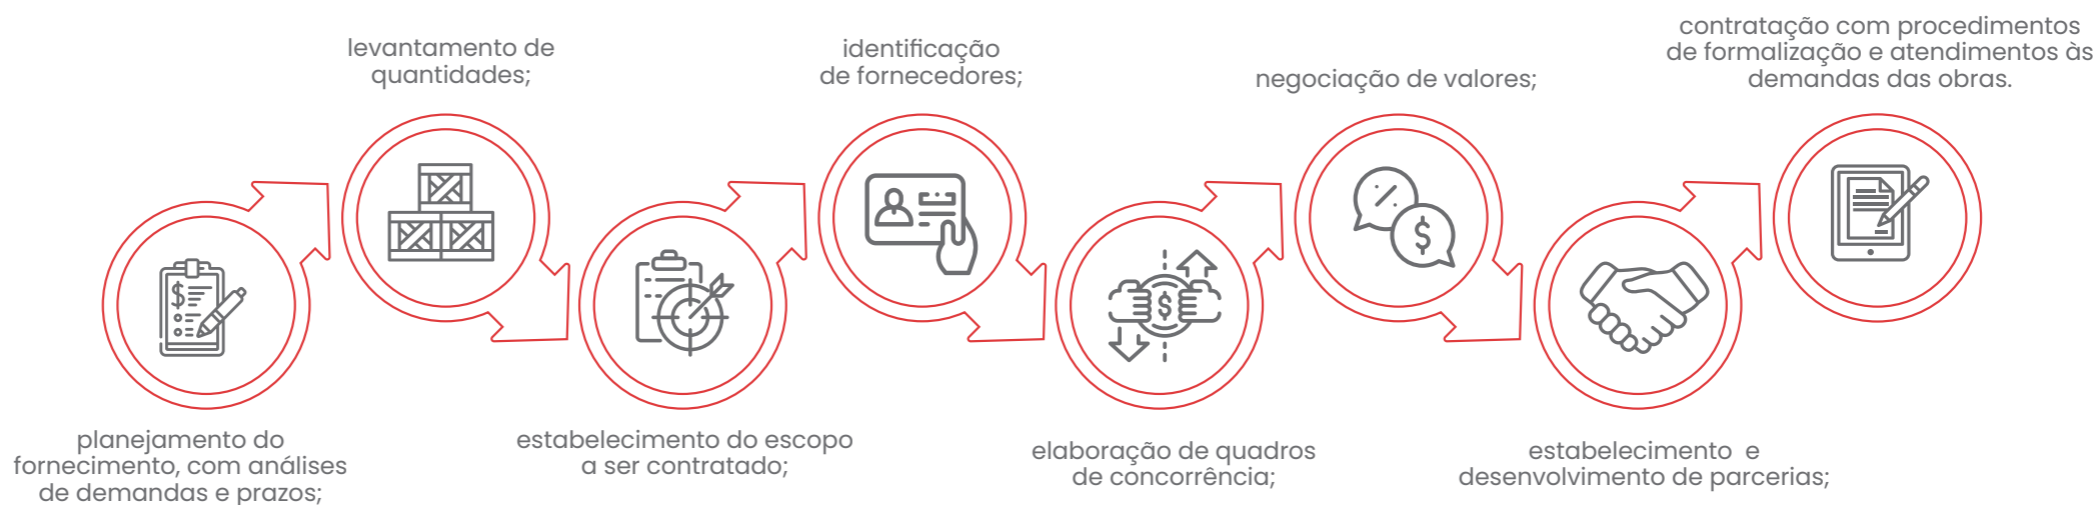 planejamento do
fornecimento, com análises
de demandas e prazos;
levantamento de
quantidades;
estabelecimento do escopo
a ser contratado;
identificação
de fornecedores;
elaboração de quadros
de concorrência;
negociação de valores;
estabelecimento e
desenvolvimento de parcerias;
contratação com procedimentos
de formalização e atendimentos às
demandas das obras.